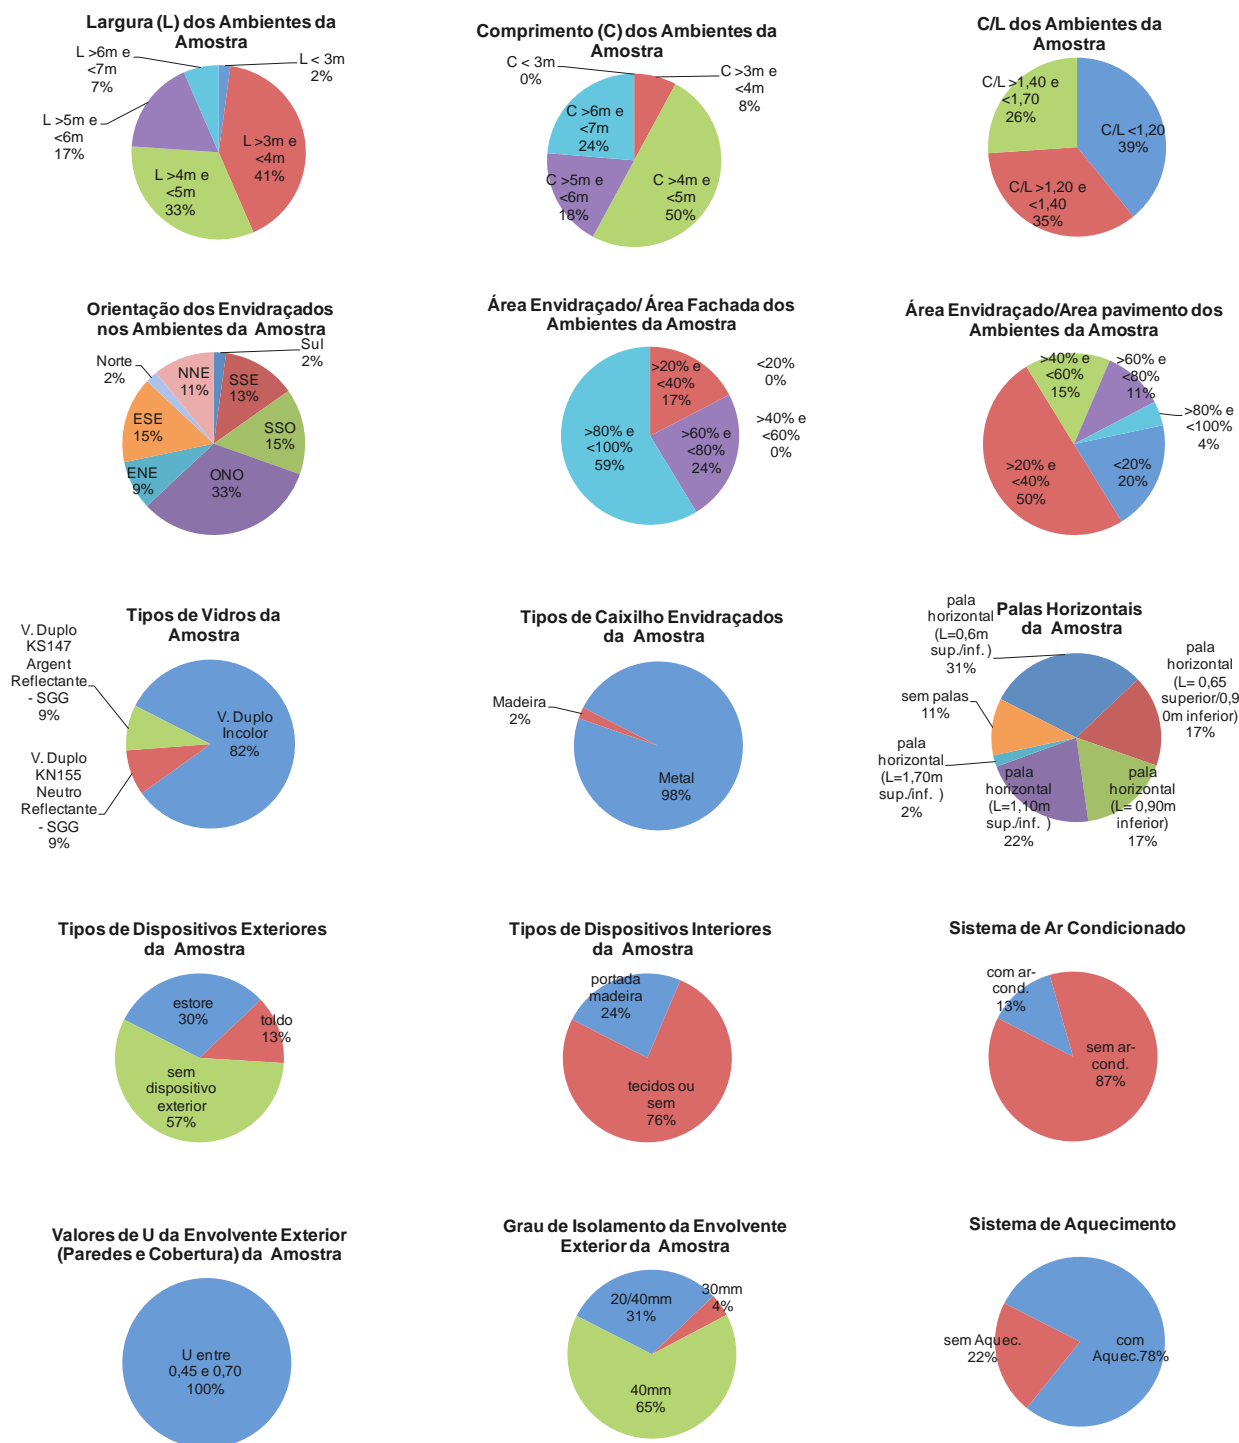 Largura (L) dos Ambientes da
Amostra
L >6m e
<7m
7%
L < 3m
2%
L >5m e
<6m
17%
L >3m e
<4m
41%
L >4m e
<5m
33%
Comprimento (C) dos Ambientes da
Amostra
C < 3m
0%
C >3m e
<4m
8%
C >6m e
<7m
24%
C >5m e
<6m
18%
C >4m e
<5m
50%
C/L dos Ambientes da
Amostra
C/L >1,40 e
<1,70
26%
C/L <1,20
39%
C/L >1,20 e
<1,40
35%
Orientação dos Envidraçados
nos Ambientes da Amostra
Norte
2%
NNE
11%
Sul
2%
SSE
13%
ESE
15%
SSO
15%
ENE
9%
ONO
33%
Área Envidraçado/ Área Fachada dos
Ambientes da Amostra
>20% e
<40%
17%
<20%
0%
>40% e
<60%
0%
>80% e
<100%
59%
>60% e
<80%
24%
Área Envidraçado/Area pavimento dos
Ambientes da Amostra
>40% e
<60%
15%
>60% e
<80%
11%
>80% e
<100%
4%
>20% e
<40%
50%
<20%
20%
Tipos de Vidros da
Amostra
V. Duplo
KS147
Argent
Reflectante
- SGG
9%
V. Duplo
Incolor
82%
V. Duplo
KN155
Neutro
Reflectante
- SGG
9%
Tipos de Caixilho Envidraçados
da Amostra
Madeira
2%
Metal
98%
Palas Horizontais
da Amostra
pala
horizontal
(L=0,6m
sup./inf. )
31%
pala
horizontal
(L= 0,65
superior/0,9
0m inferior)
17%
sem palas
11%
pala
horizontal
(L=1,70m
sup./inf. )
2%
pala
horizontal
(L=1,10m
sup./inf. )
22%
pala
horizontal
(L= 0,90m
inferior)
17%
Tipos de Dispositivos Exteriores
da Amostra
estore
30%
toldo
13%
sem
dispositivo
exterior
57%
Tipos de Dispositivos Interiores
da Amostra
portada
madeira
24%
tecidos ou
sem
76%
Sistema de Ar Condicionado
com ar-
cond.
13%
sem ar-
cond.
87%
Valores de U da Envolvente Exterior
(Paredes e Cobertura) da Amostra
U entre
0,45 e 0,70
100%
Grau de Isolamento da Envolvente
Exterior da Amostra
20/40mm
31%
30mm
4%
40mm
65%
Sistema de Aquecimento
sem Aquec.
22%
com
Aquec.78%